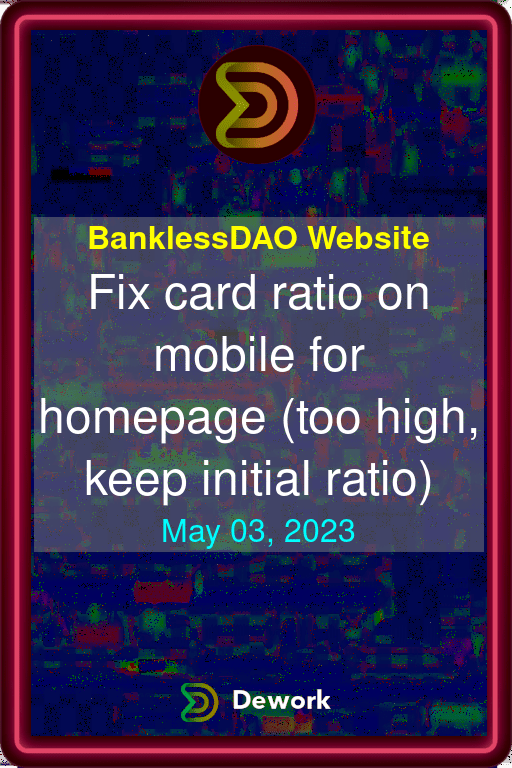 BanklessDAO Website
Fix card ratio on
mobile for
homepage (too high,
keep initial ratio)
May 03, 2023
Dework